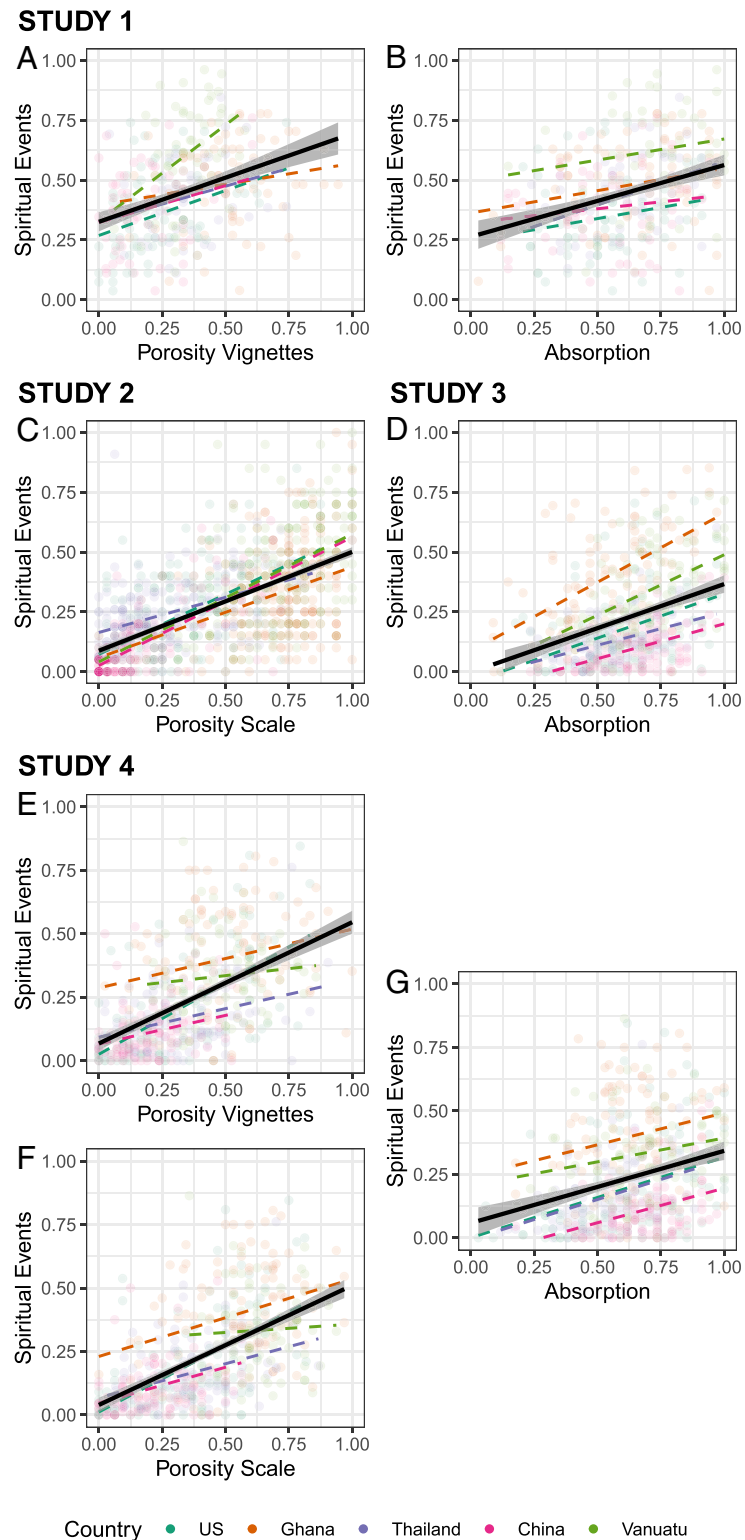 STUDY 1
A
1.00
0.75
0.50
0.25
0.00
Spiritual Events
0.00 0.25 0.50 0.75 1.00
Porosity Vignettes
B
1.00
0.75
0.50
0.25
0.00
Spiritual Events
0.00 0.25 0.50 0.75 1.00
Absorption
STUDY 2
C
1.00
0.75
0.50
0.25
0.00
Spiritual Events
0.00 0.25 0.50 0.75 1.00
Porosity Scale
STUDY 3
D
1.00
0.75
0.50
0.25
0.00
Spiritual Events
0.00 0.25 0.50 0.75 1.00
Absorption
STUDY 4
E
1.00
0.75
0.50
0.25
0.00
Spiritual Events
0.00 0.25 0.50 0.75 1.00
Porosity Vignettes
F
1.00
0.75
0.50
0.25
0.00
Spiritual Events
0.00 0.25 0.50 0.75 1.00
Porosity Scale
G
1.00
0.75
0.50
0.25
0.00
Spiritual Events
0.00 0.25 0.50 0.75 1.00
Absorption
Country US Ghana Thailand China Vanuatu